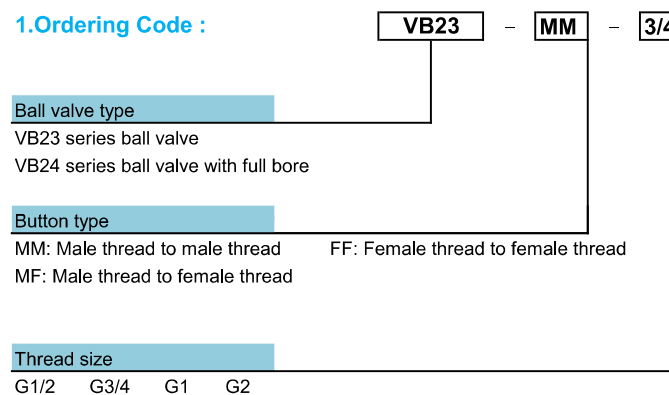 1.Ordering Code : VB23 – MM – 3/4
Ball valve type
VB23 series ball valve
VB24 series ball valve with full bore
Button type
MM: Male thread to male thread FF: Female thread to female thread
MF: Male thread to female thread
Thread size
G1/2 G3/4 G1 G2